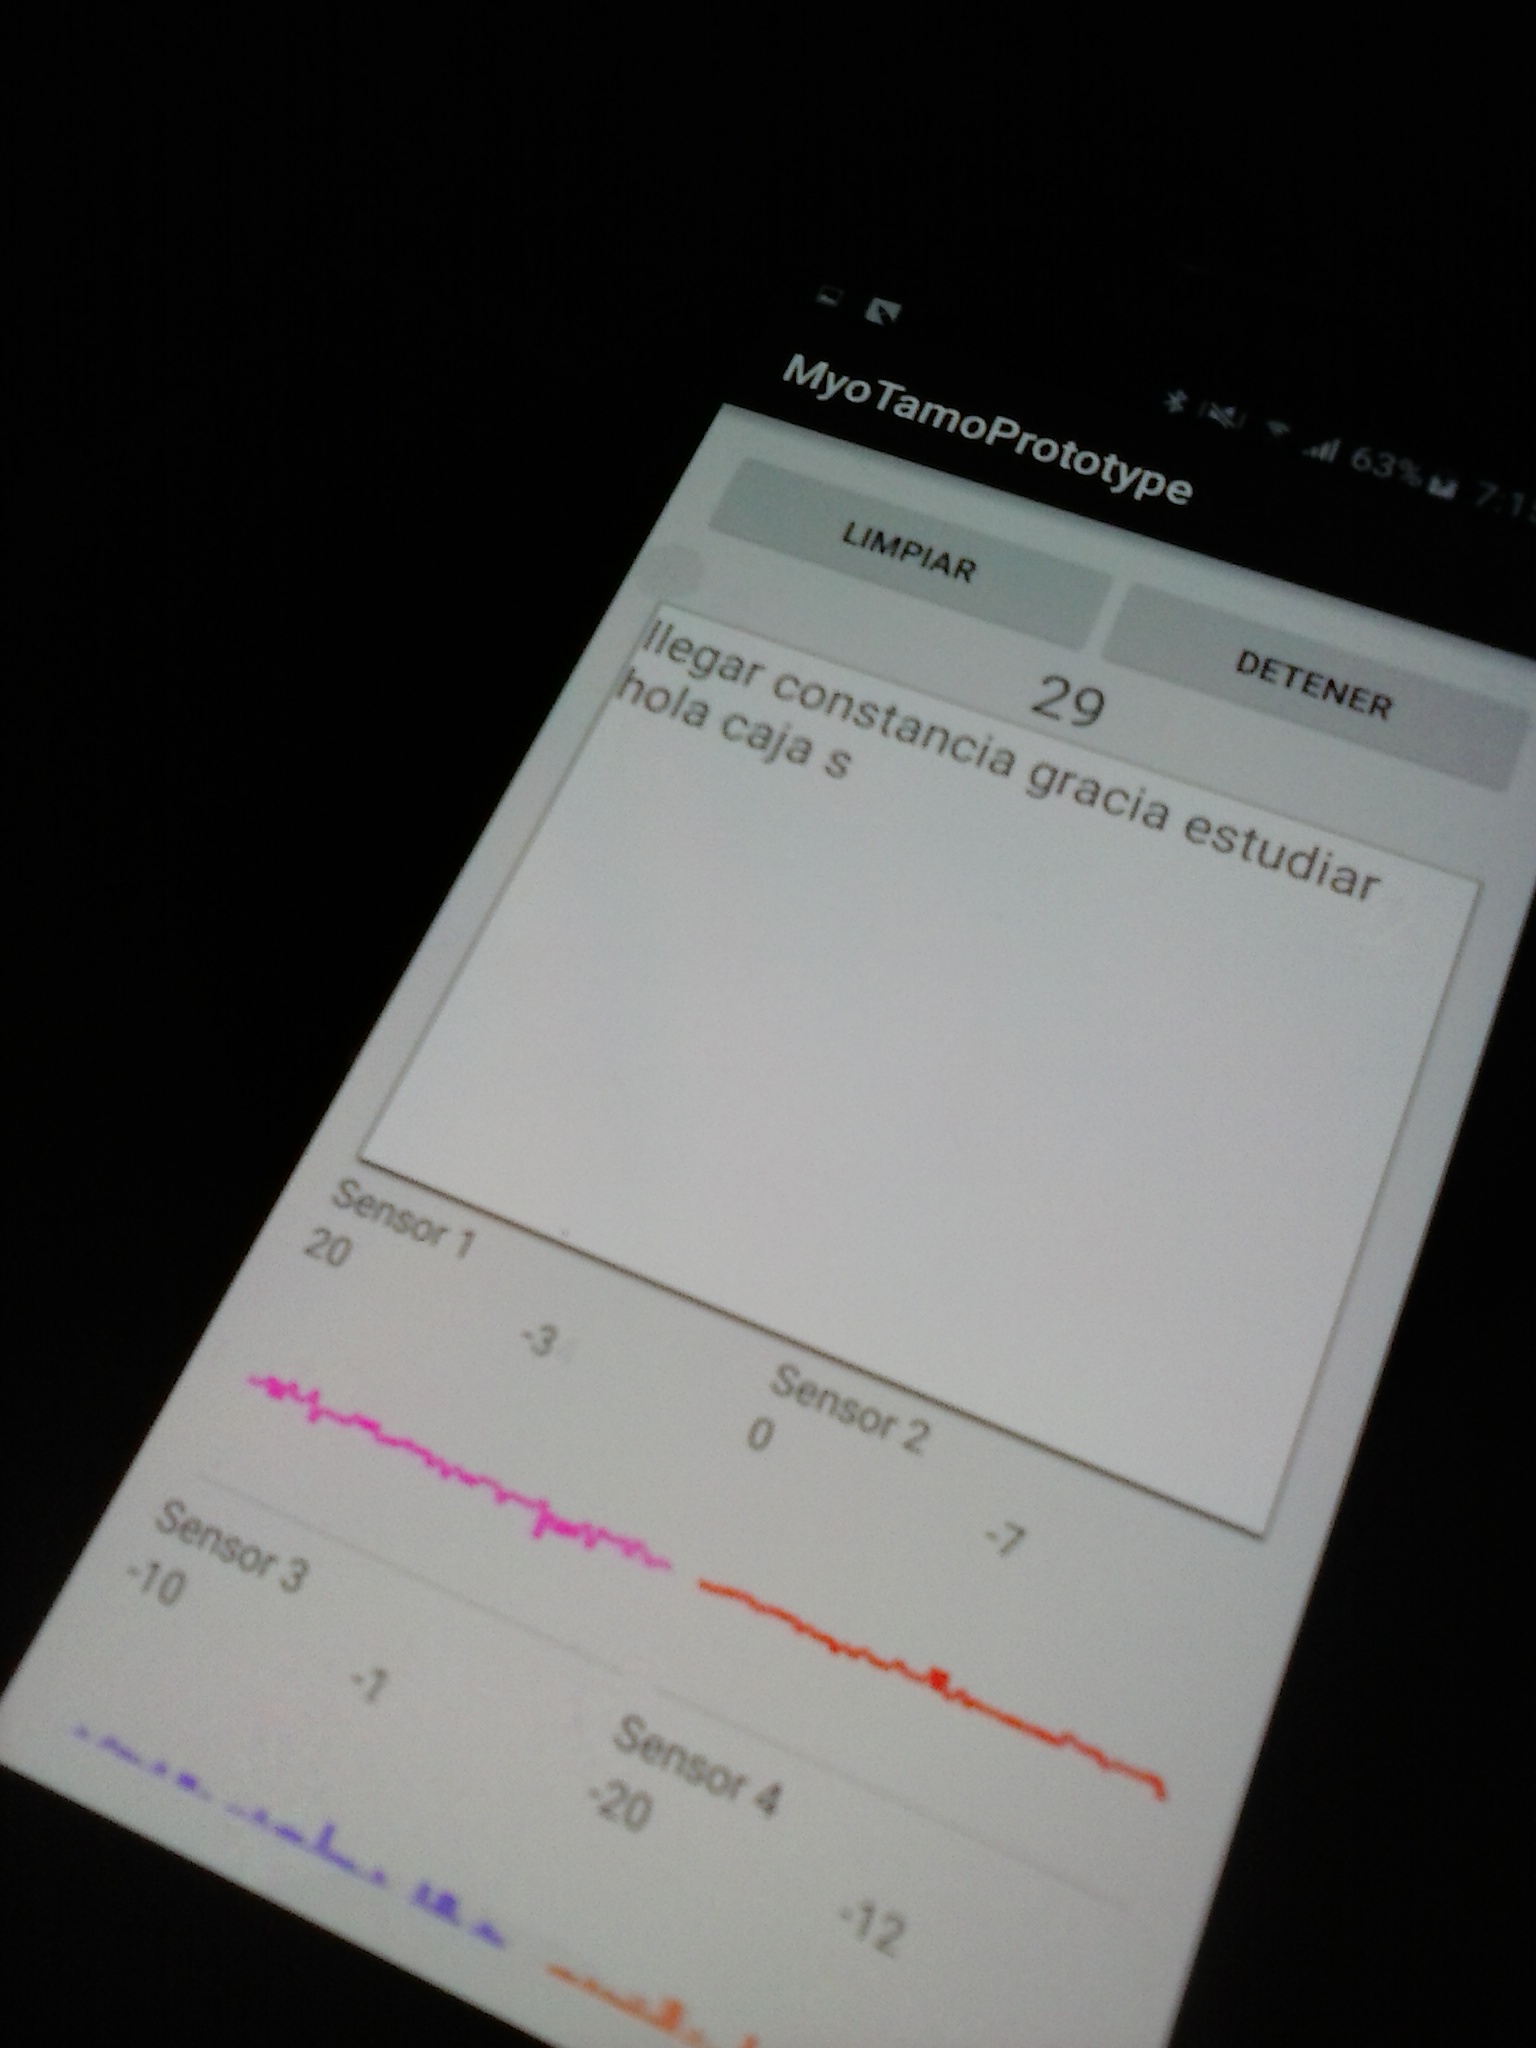 63%
MyoTamoPrototype
LIMPIAR
DETENER
29
llegar constancia gracia estudiar
hola caja s
Sensor 1
20
-3
Sensor 2
0
-7
Sensor 3
-10
-1
Sensor 4
-20
-12